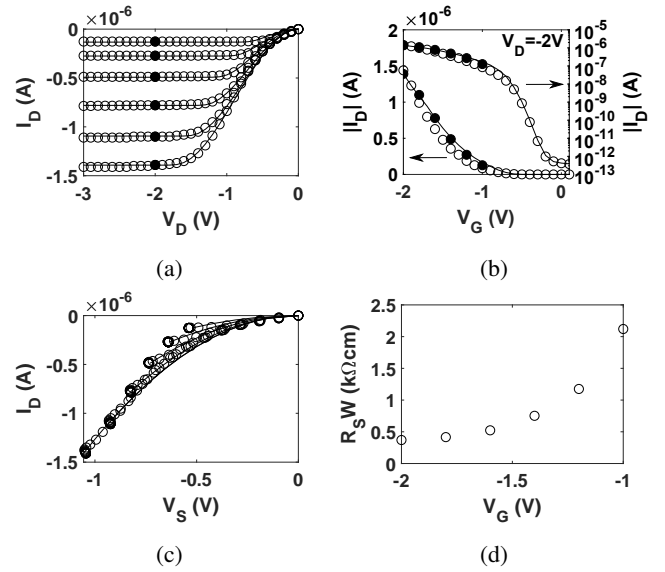 ×10⁻⁶
0
-0.5
-1
-1.5
I_D (A)
-3 -2 -1 0
V_D (V)
(a)
×10⁻⁶
2
1.5
1
0.5
0
|I_D| (A)
V_D=-2V
10⁻⁵
10⁻⁶
10⁻⁷
10⁻⁸
10⁻⁹
10⁻¹⁰
10⁻¹¹
10⁻¹²
10⁻¹³
|I_D| (A)
-2 -1 0
V_G (V)
(b)
×10⁻⁶
0
-0.5
-1
-1.5
I_D (A)
-1 -0.5 0
V_S (V)
(c)
2.5
2
1.5
1
0.5
0
R_SW (kΩcm)
-2 -1.5 -1
V_G (V)
(d)